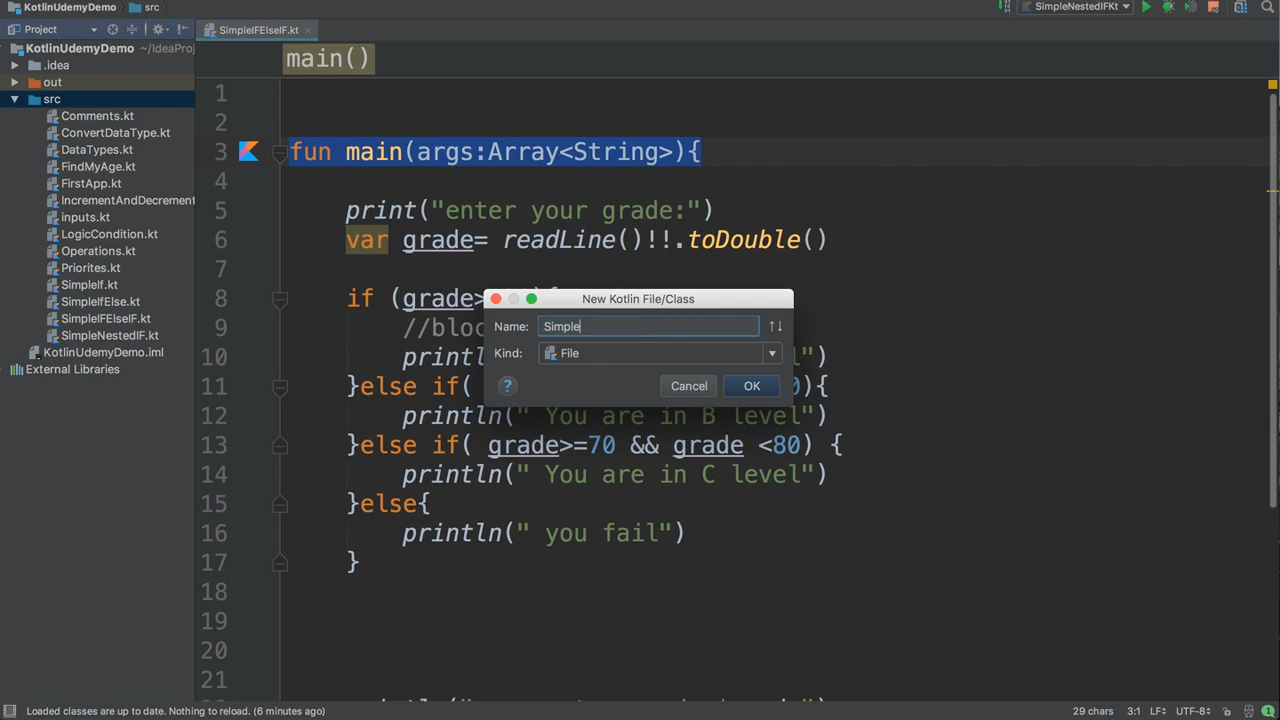 KotlinUdemyDemo src
SimpleNestedIFKt
Project
SimpleIFElseIF.kt
KotlinUdemyDemo ~/IdeaProj
.idea
out
src
Comments.kt
ConvertDataType.kt
DataTypes.kt
FindMyAge.kt
FirstApp.kt
IncrementAndDecrement
inputs.kt
LogicCondition.kt
Operations.kt
Priorites.kt
SimpleIf.kt
SimpleIfElse.kt
SimpleIFElseIF.kt
SimpleNestedIF.kt
KotlinUdemyDemo.iml
External Libraries
main()
1
2
3 fun main(args:Array<String>){
4
5 print("enter your grade:")
6 var grade= readLine()!!.toDouble()
7
8 if (grade> {
9 //bloc
10 println ")
11 }else if( 0){
12 println(" You are in B level")
13 }else if( grade>=70 && grade <80) {
14 println(" You are in C level")
15 }else{
16 println(" you fail")
17 }
18
19
20
21
New Kotlin File/Class
Name: Simple
Kind: File
? Cancel OK
Loaded classes are up to date. Nothing to reload. (6 minutes ago) 29 chars 3:1 LF UTF-8 1